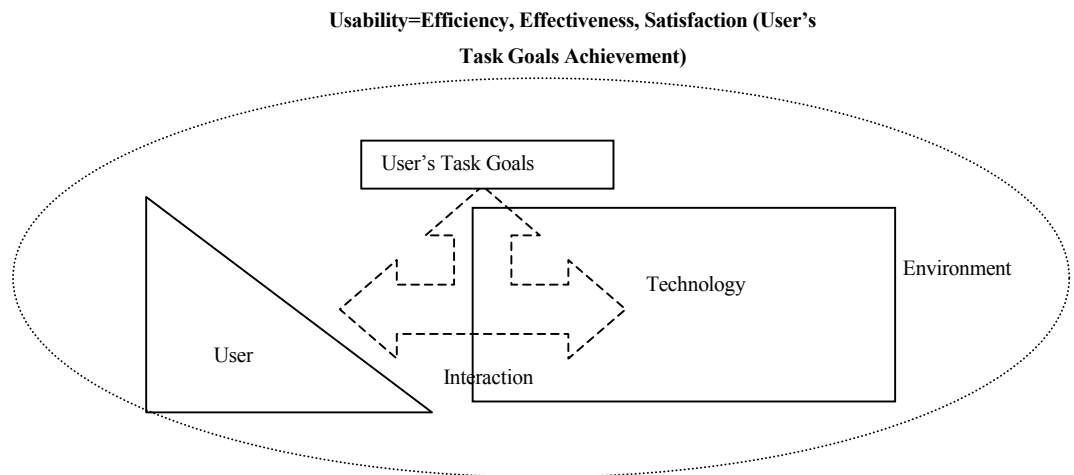 Usability=Efficiency, Effectiveness, Satisfaction (User’s
Task Goals Achievement)
User’s Task Goals
Environment
Technology
User
Interaction